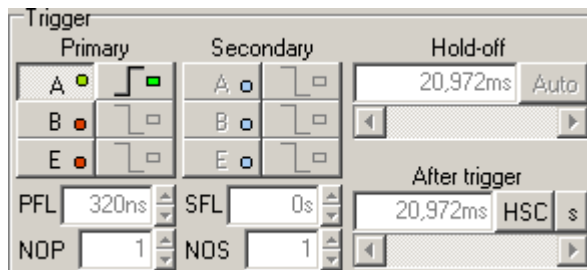 Trigger
Primary Secondary Hold-off
A A 20,972ms Auto
B B
E E After trigger
PFL 320ns SFL 0s 20,972ms HSC s
NOP 1 NOS 1